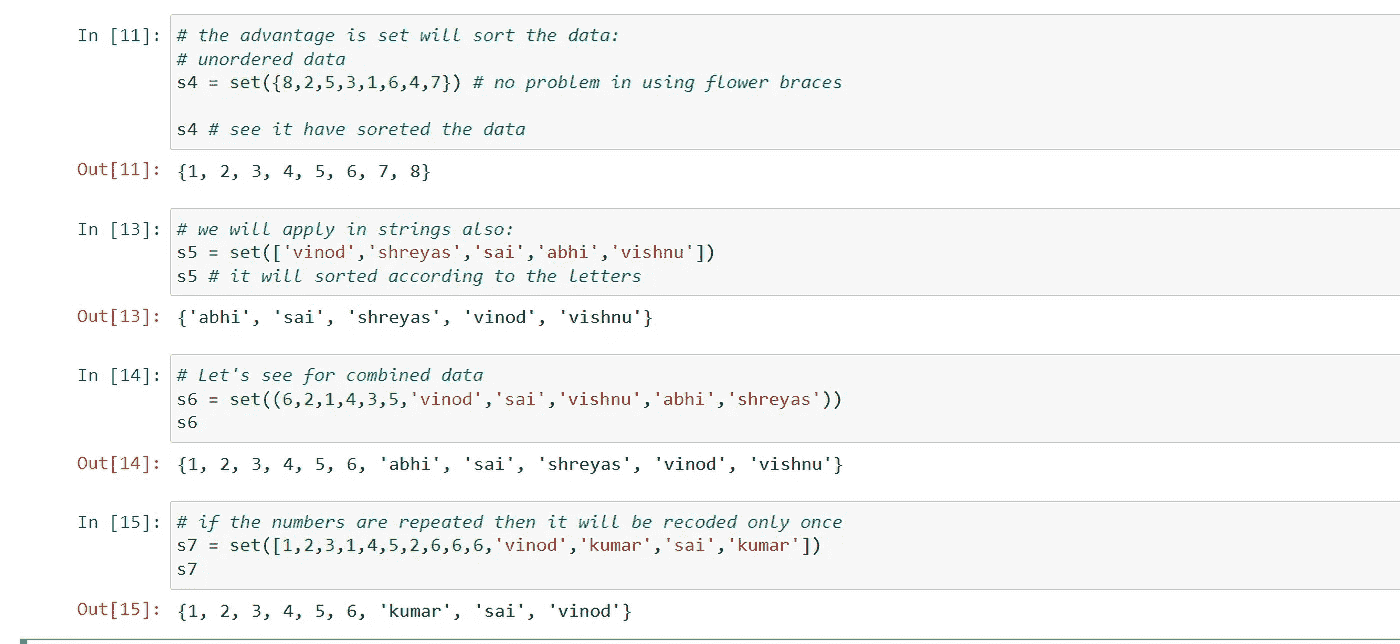 In [11]: # the advantage is set will sort the data:
# unordered data
s4 = set({8,2,5,3,1,6,4,7}) # no problem in using flower braces
s4 # see it have soreted the data
Out[11]: {1, 2, 3, 4, 5, 6, 7, 8}
In [13]: # we will apply in strings also:
s5 = set(['vinod','shreyas','sai','abhi','vishnu'])
s5 # it will sorted according to the letters
Out[13]: {'abhi', 'sai', 'shreyas', 'vinod', 'vishnu'}
In [14]: # Let's see for combined data
s6 = set((6,2,1,4,3,5,'vinod','sai','vishnu','abhi','shreyas'))
s6
Out[14]: {1, 2, 3, 4, 5, 6, 'abhi', 'sai', 'shreyas', 'vinod', 'vishnu'}
In [15]: # if the numbers are repeated then it will be recoded only once
s7 = set([1,2,3,1,4,5,2,6,6,6,'vinod','kumar','sai','kumar'])
s7
Out[15]: {1, 2, 3, 4, 5, 6, 'kumar', 'sai', 'vinod'}